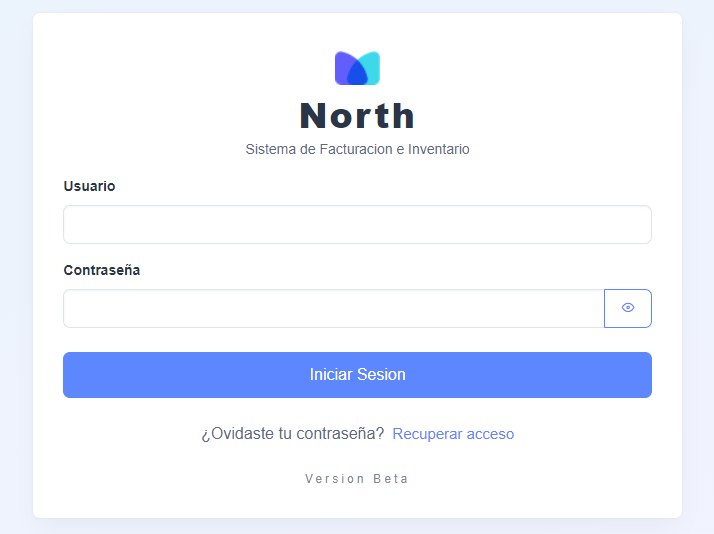 North
Sistema de Facturacion e Inventario
Usuario
Contraseña
Iniciar Sesion
¿Ovidaste tu contraseña? Recuperar acceso
Version Beta